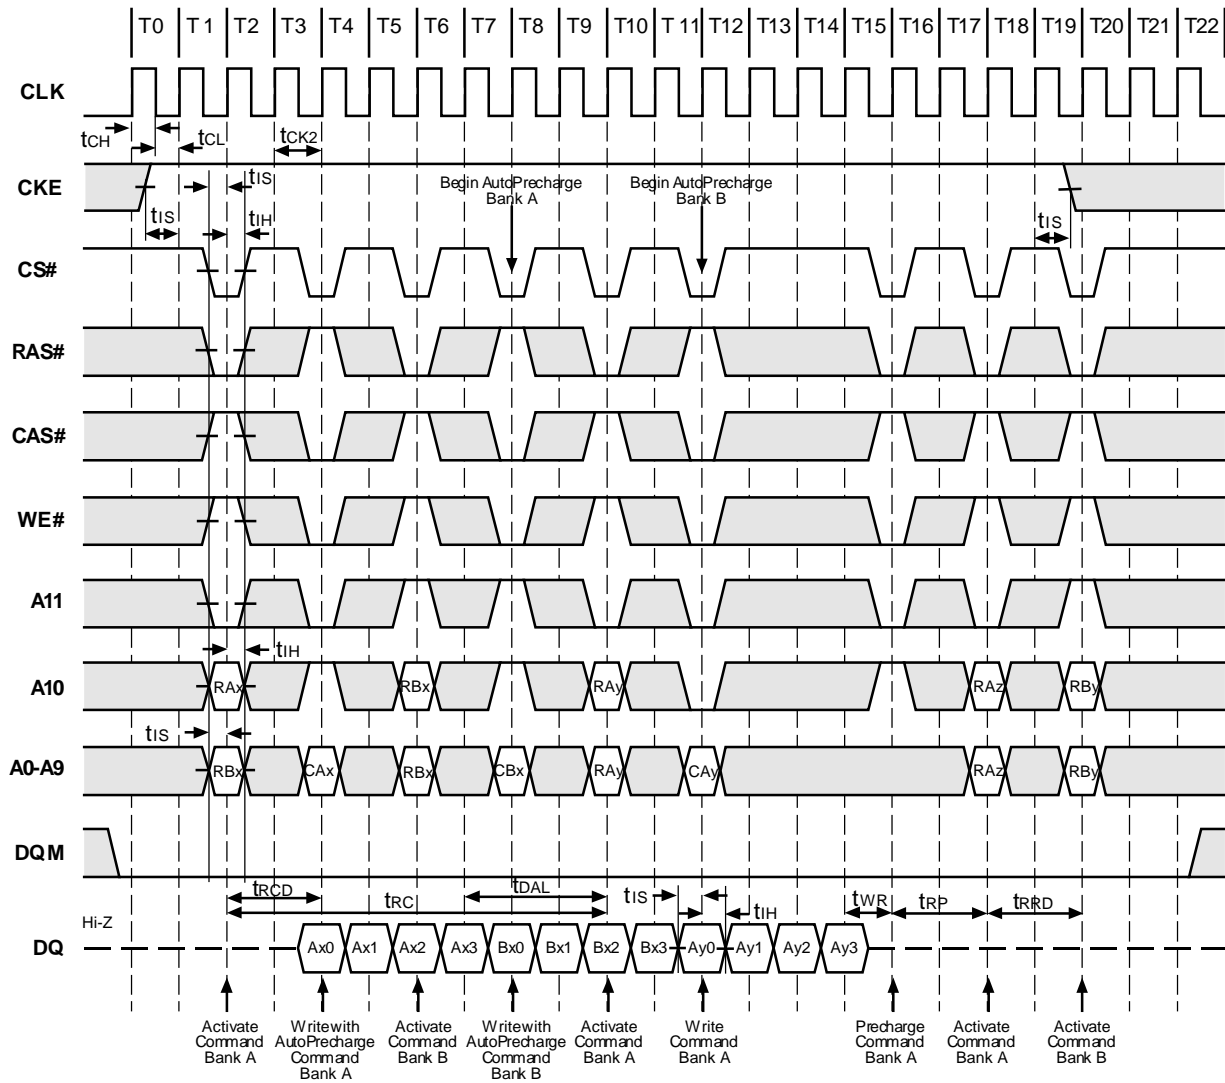 T0 T1 T2 T3 T4 T5 T6 T7 T8 T9 T10 T11 T12 T13 T14 T15 T16 T17 T18 T19 T20 T21 T22
CLK
tCH tCL tCK2
CKE
tIS
Begin AutoPrecharge
Bank A
Begin AutoPrecharge
Bank B
tIS tIH tIS
CS#
RAS#
CAS#
WE#
A11
tIH
A10
RAx RBx RAy RAz RBy
tIS
A0-A9
RBx CAx RBx CBx RAy CAy RAz RBy
DQM
tRCD tRC tDAL tIS tIH tWR tRP tRRD
Hi-Z
DQ
Ax0 Ax1 Ax2 Ax3 Bx0 Bx1 Bx2 Bx3 Ay0 Ay1 Ay2 Ay3
Activate
Command
Bank A
Write with
AutoPrecharge
Command
Bank A
Activate
Command
Bank B
Write with
AutoPrecharge
Command
Bank B
Activate
Command
Bank A
Write
Command
Bank A
Precharge
Command
Bank A
Activate
Command
Bank A
Activate
Command
Bank B